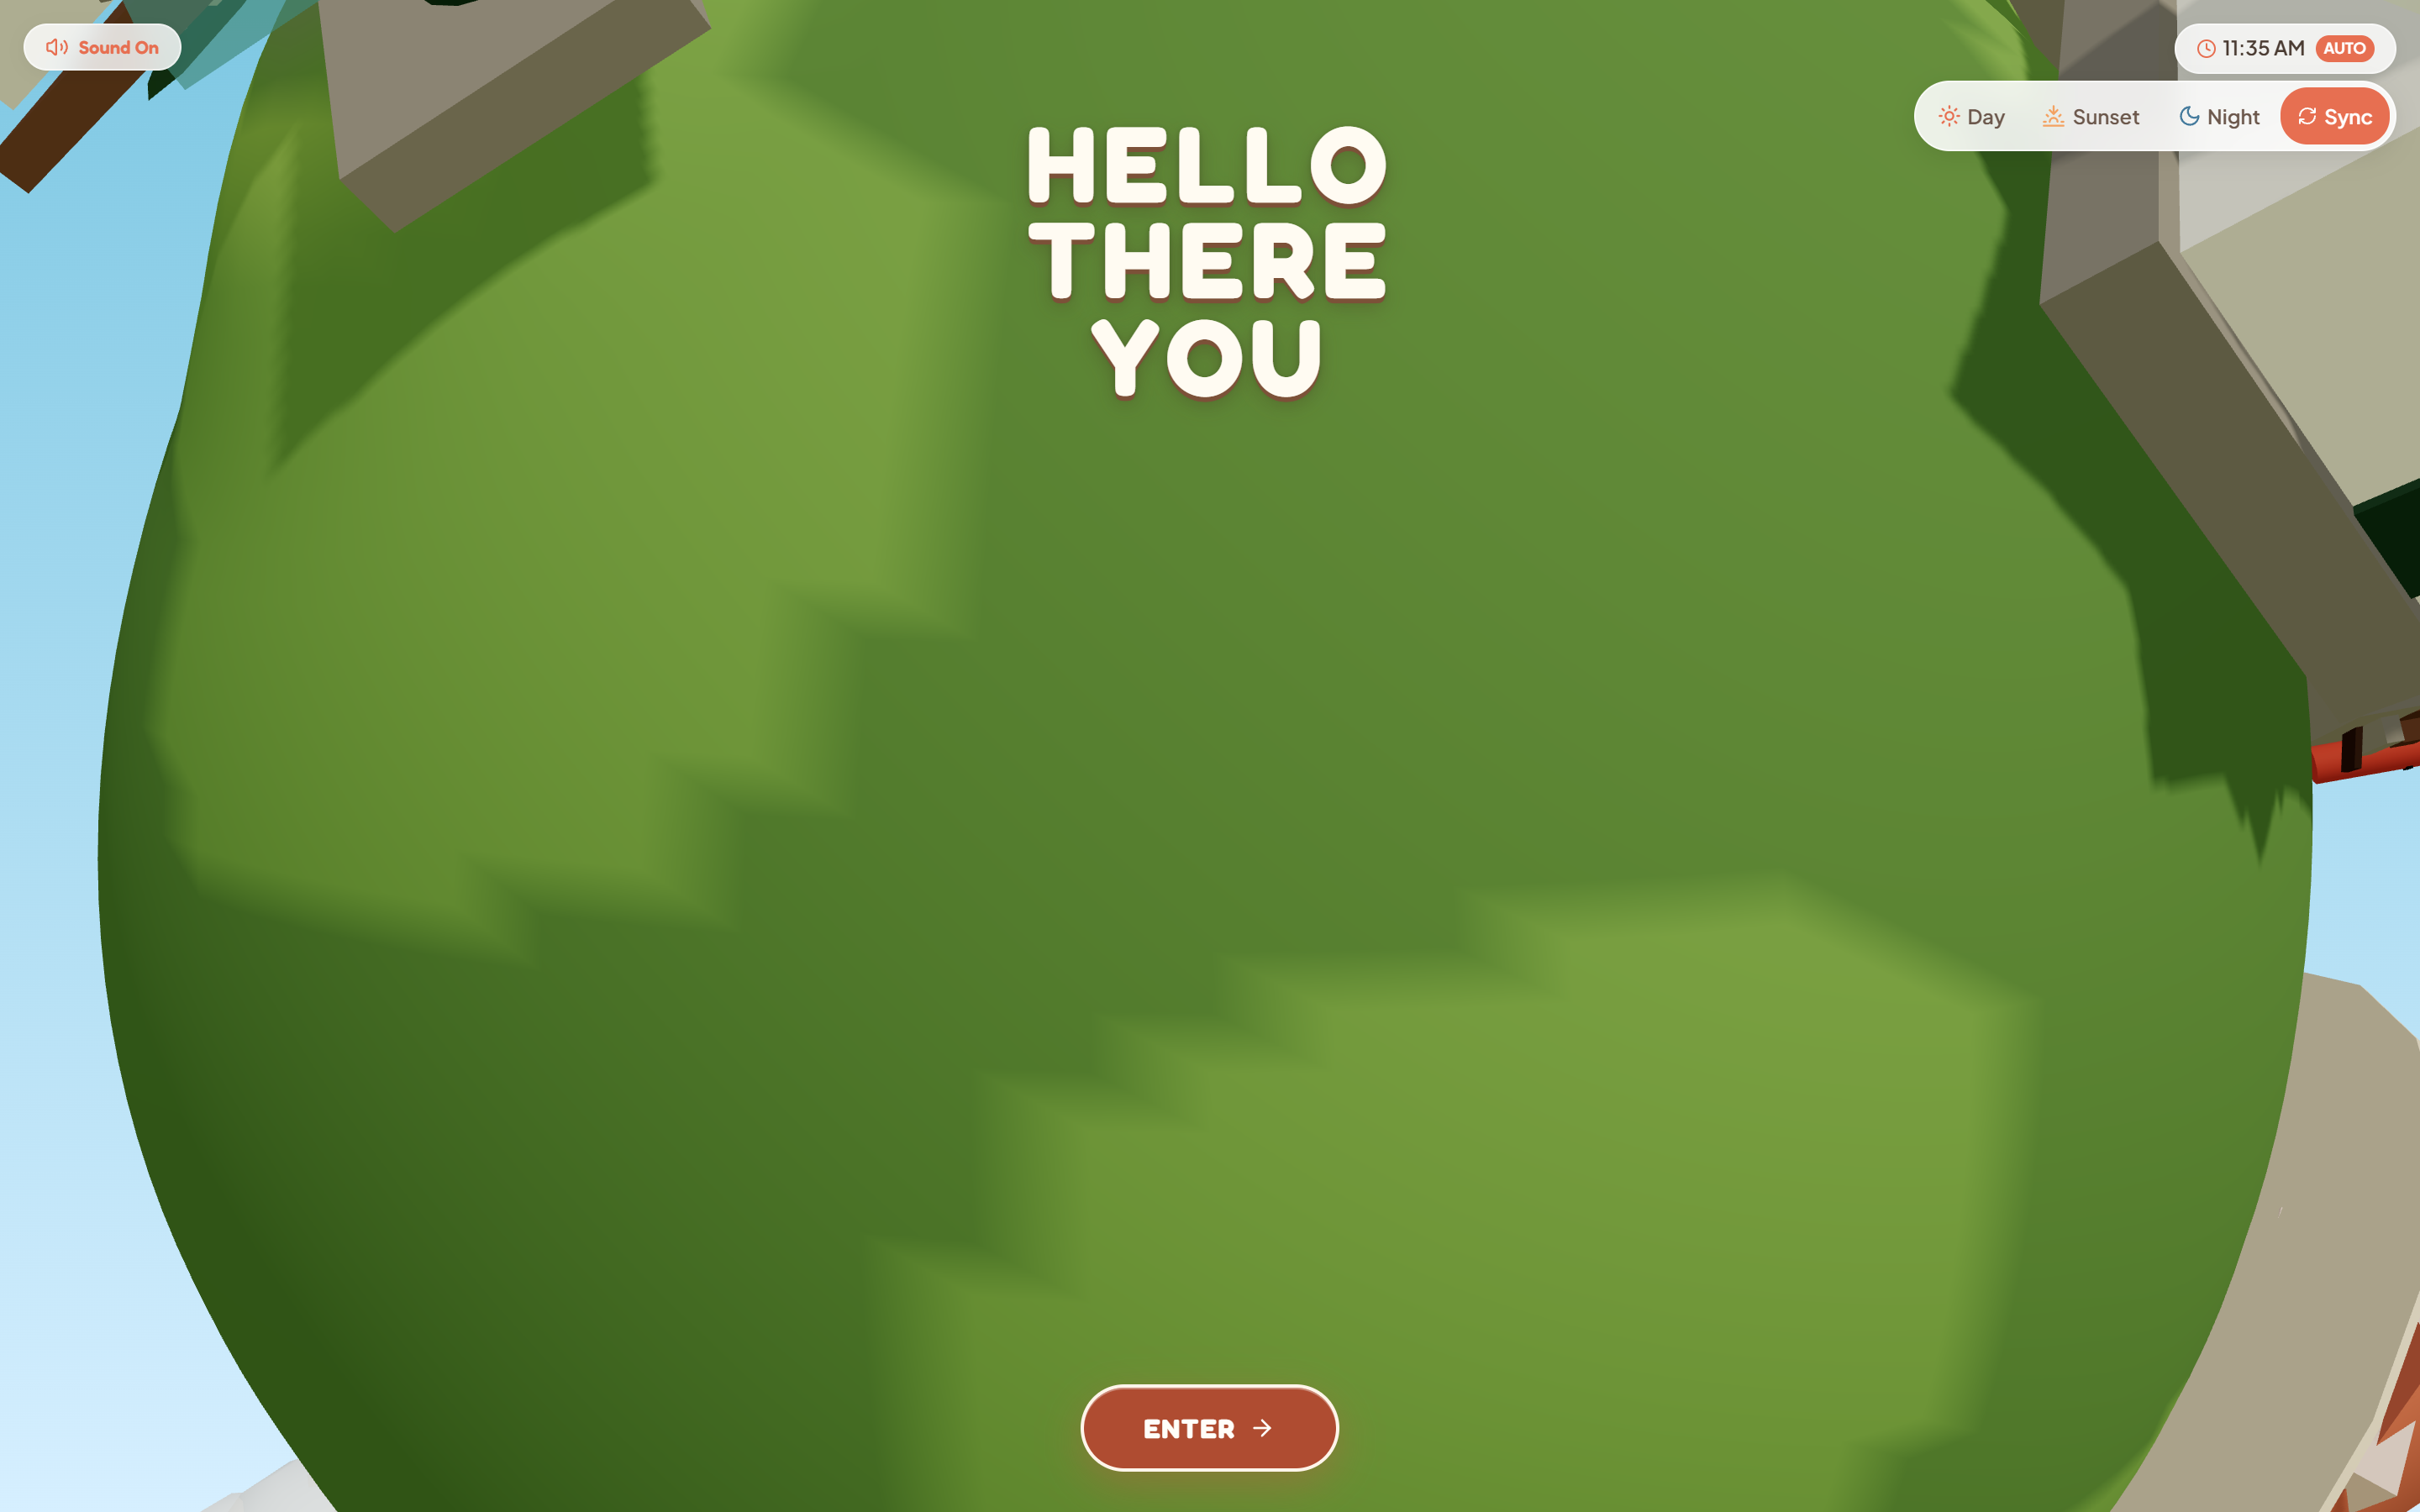 Sound On
11:35 AM AUTO
Day Sunset Night Sync
HELLO
THERE
YOU
ENTER